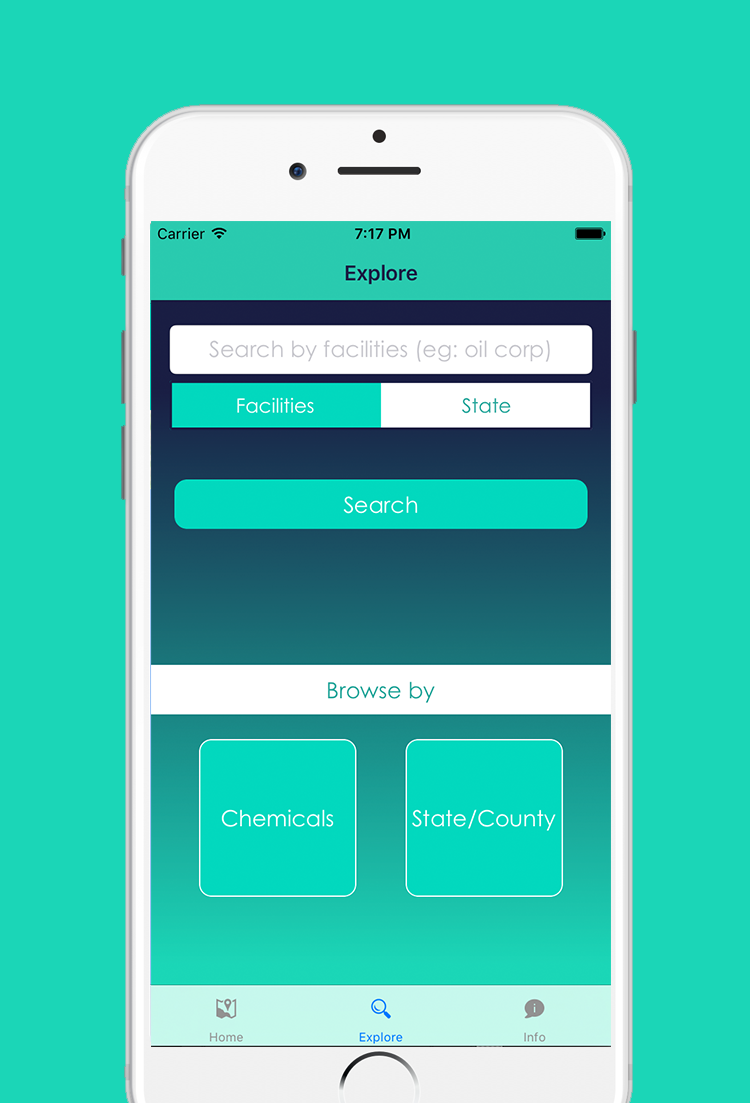 Carrier 7:17 PM
Explore
Search by facilities (eg: oil corp)
Facilities State
Search
Browse by
Chemicals State/County
Home Explore Info